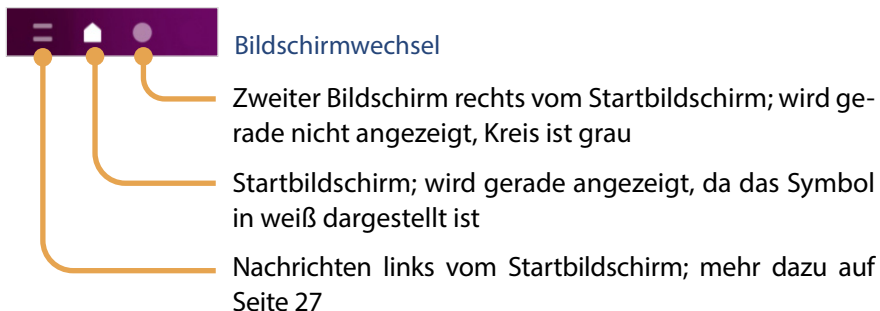 Bildschirmwechsel
Zweiter Bildschirm rechts vom Startbildschirm; wird ge-
rade nicht angezeigt, Kreis ist grau
Startbildschirm; wird gerade angezeigt, da das Symbol
in weiß dargestellt ist
Nachrichten links vom Startbildschirm; mehr dazu auf
Seite 27